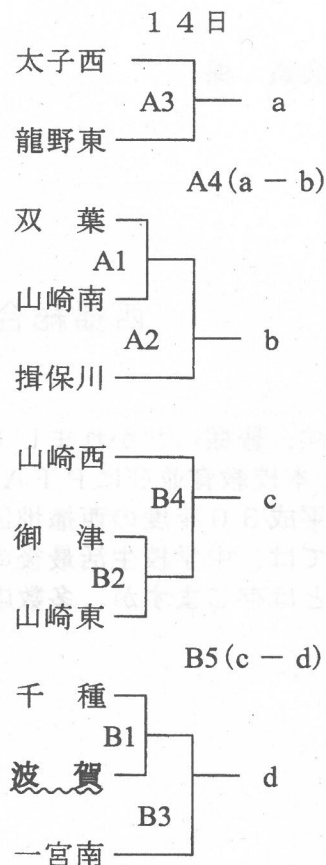 14日
太子西
A3 a
龍野東
A4(a － b)
双 葉
A1
山崎南
A2 b
揖保川
山崎西
B4 c
御 津
B2
山崎東
B5(c － d)
千 種
B1
波 賀
d
B3
一宮南